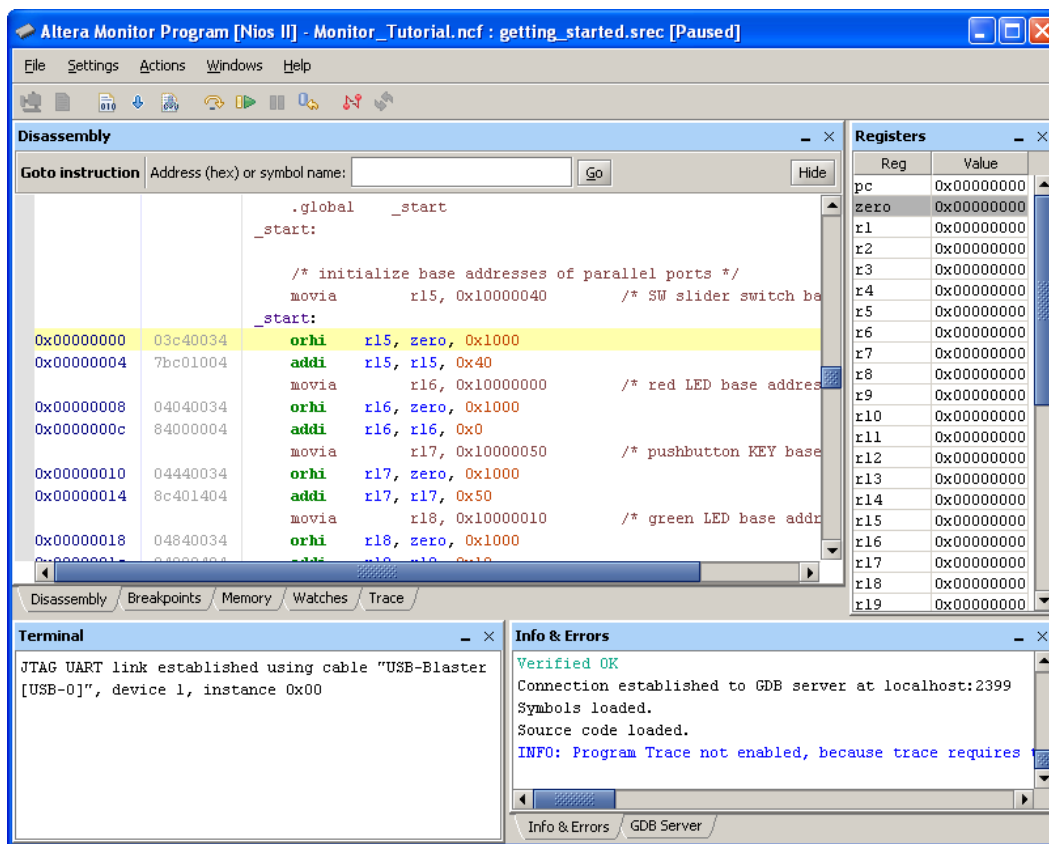 Altera Monitor Program [Nios II] - Monitor_Tutorial.ncf : getting_started.srec [Paused]
File Settings Actions Windows Help
Disassembly
Goto instruction Address (hex) or symbol name: Go Hide
.global _start
_start:
/* initialize base addresses of parallel ports */
movia r15, 0x10000040 /* SW slider switch ba
_start:
0x00000000 03c40034 orhi r15, zero, 0x1000
0x00000004 7bc01004 addi r15, r15, 0x40
movia r16, 0x10000000 /* red LED base addres
0x00000008 04040034 orhi r16, zero, 0x1000
0x0000000c 84000004 addi r16, r16, 0x0
movia r17, 0x10000050 /* pushbutton KEY base
0x00000010 04440034 orhi r17, zero, 0x1000
0x00000014 8c401404 addi r17, r17, 0x50
movia r18, 0x10000010 /* green LED base addr
0x00000018 04840034 orhi r18, zero, 0x1000
Disassembly Breakpoints Memory Watches Trace
Registers
Reg Value
pc 0x00000000
zero 0x00000000
r1 0x00000000
r2 0x00000000
r3 0x00000000
r4 0x00000000
r5 0x00000000
r6 0x00000000
r7 0x00000000
r8 0x00000000
r9 0x00000000
r10 0x00000000
r11 0x00000000
r12 0x00000000
r13 0x00000000
r14 0x00000000
r15 0x00000000
r16 0x00000000
r17 0x00000000
r18 0x00000000
r19 0x00000000
Terminal
JTAG UART link established using cable "USB-Blaster
[USB-0]", device 1, instance 0x00
Info & Errors
Verified OK
Connection established to GDB server at localhost:2399
Symbols loaded.
Source code loaded.
INFO: Program Trace not enabled, because trace requires
Info & Errors GDB Server